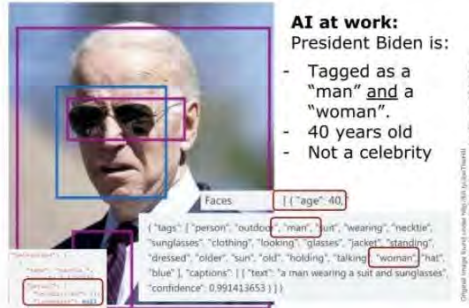 AI at work:
President Biden is:
- Tagged as a
"man" and a
"woman".
- 40 years old
- Not a celebrity
Faces
[ { "age": 40,
{ "tags": [ "person", "outdoor", "man", "suit", "wearing", "necktie",
"sunglasses", "clothing", "looking", "glasses", "jacket", "standing",
"dressed", "older", "sun", "old", "holding", "talking", "woman", "hat",
"blue" ], "captions": [ { "text": "a man wearing a suit and sunglasses",
"confidence": 0.991413653 } ] }